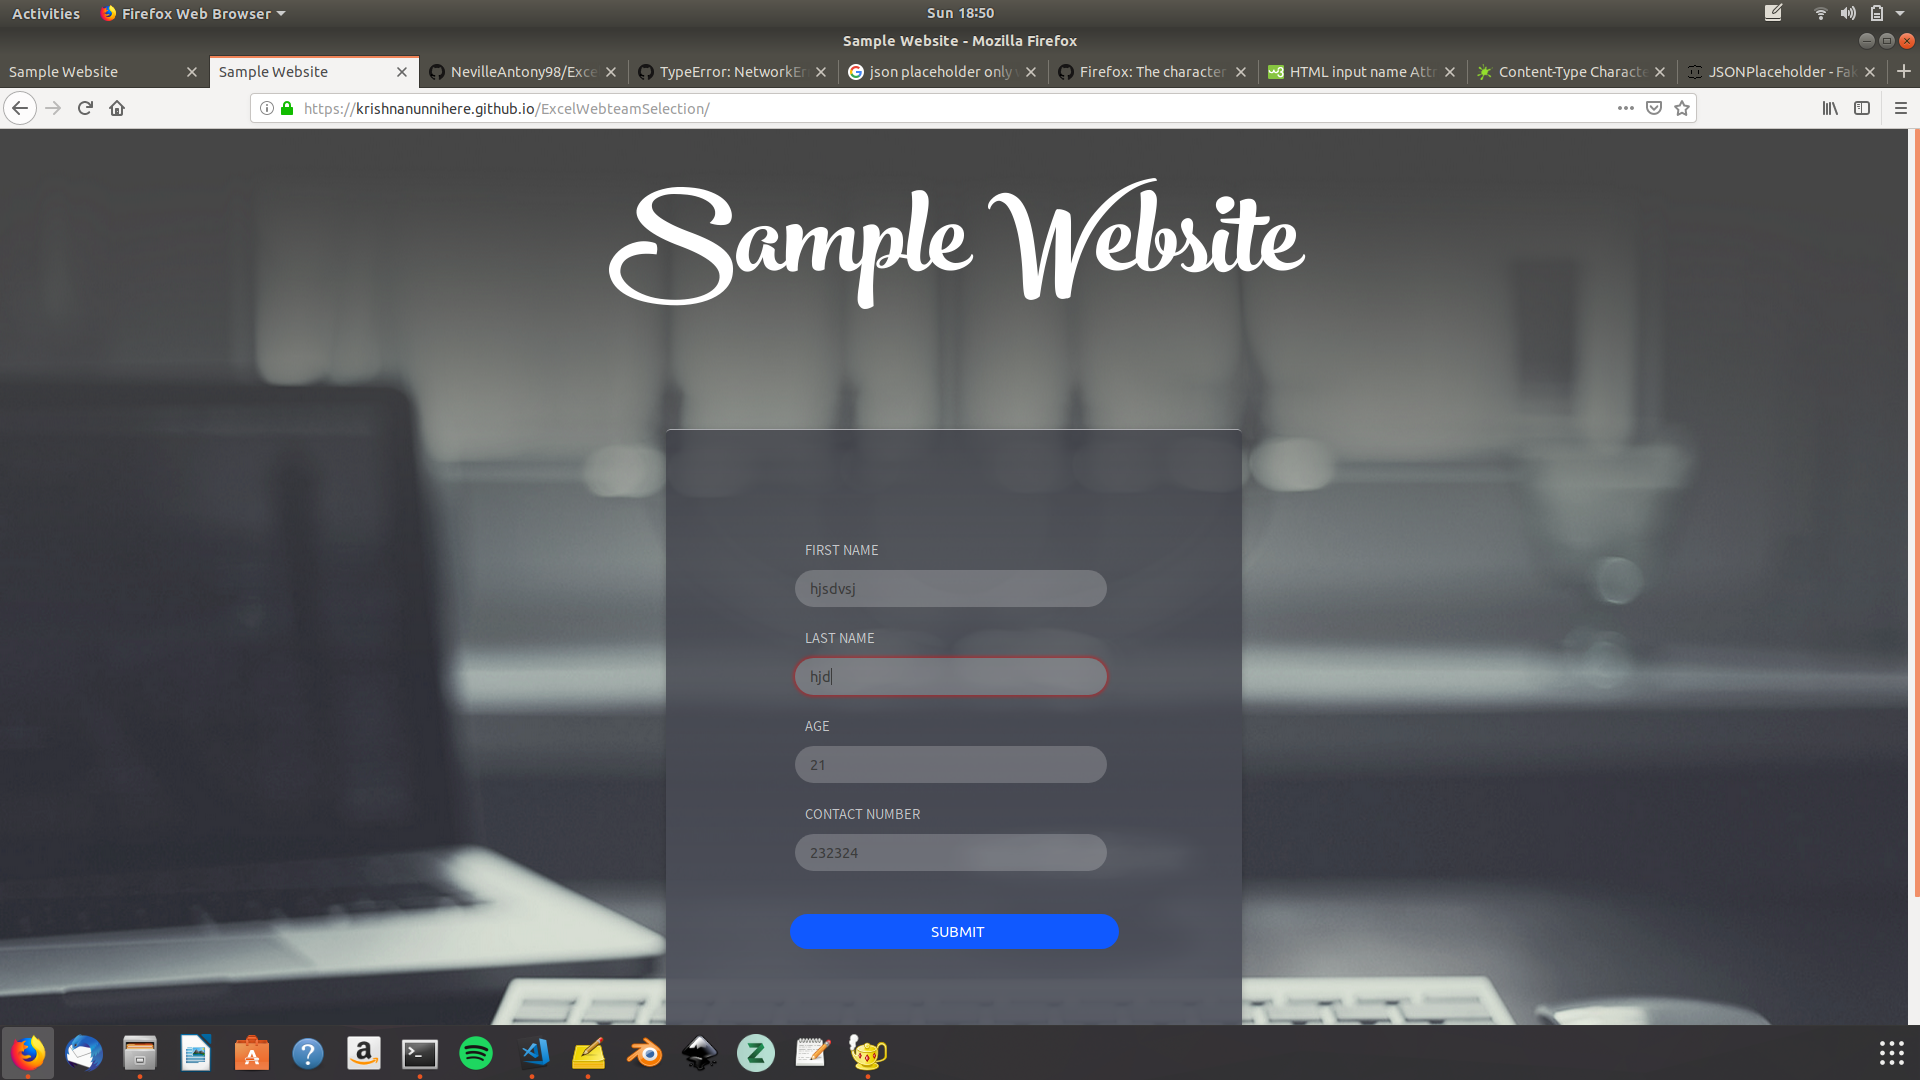 Activities Firefox Web Browser Sun 18:50
Sample Website - Mozilla Firefox
Sample Website Sample Website NevilleAntony98/Exce TypeError: NetworkEr json placeholder only Firefox: The character HTML input name Attr Content-Type Characte JSONPlaceholder - Fak
https://krishnanunnihere.github.io/ExcelWebteamSelection/
Sample Website
FIRST NAME
hjsdvsj
LAST NAME
hjd
AGE
21
CONTACT NUMBER
232324
SUBMIT